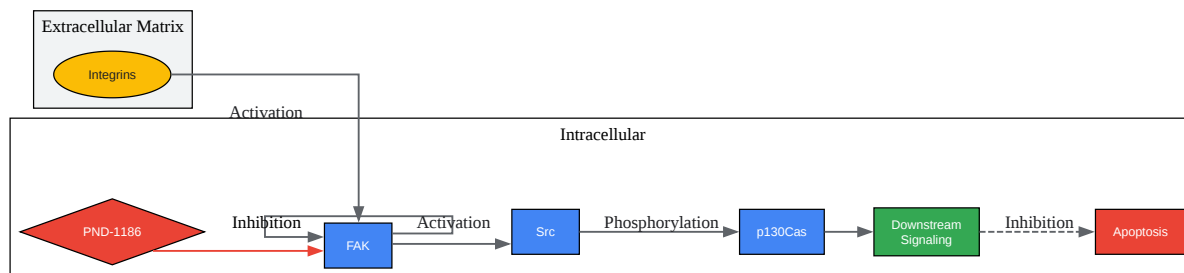 Extracellular Matrix
Integrins
Activation
Intracellular
PND-1186
Inhibition
FAK
Activation
Src
Phosphorylation
p130Cas
Downstream
Signaling
Inhibition
Apoptosis